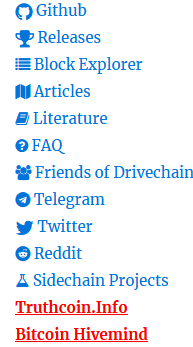 Github
Releases
Block Explorer
Articles
Literature
FAQ
Friends of Drivechain
Telegram
Twitter
Reddit
Sidechain Projects
Truthcoin.Info
Bitcoin Hivemind